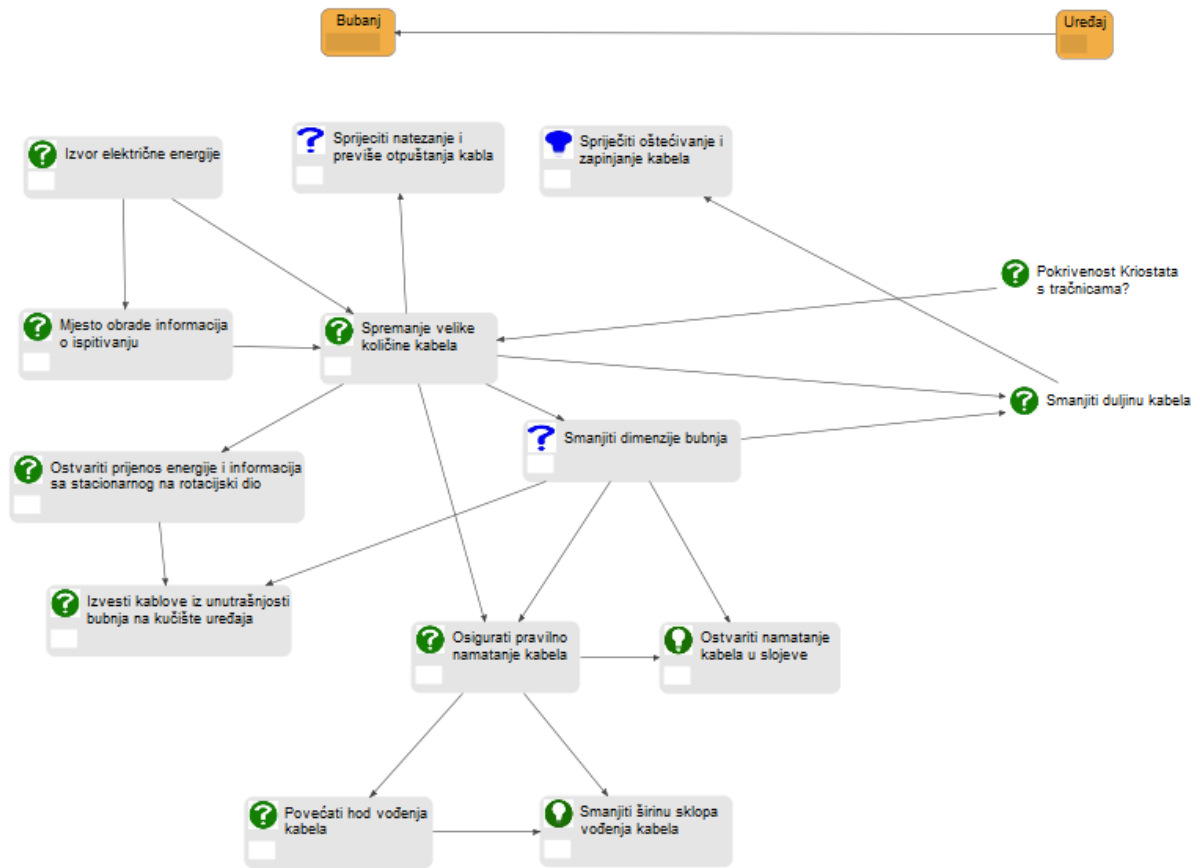 Bubanj
Uređaj
Izvor električne energije
Sprijeciti natezanje i
previše otpuštanja kabla
Spriječiti oštećivanje i
zapinjanje kabela
Pokrivenost Kriostata
s tračnicama?
Mjesto obrade informacija
o ispitivanju
Spremanje velike
količine kabela
Smanjiti duljinu kabela
Smanjiti dimenzije bubnja
Ostvariti prijenos energije i informacija
sa stacionarnog na rotacijski dio
Izvesti kablove iz unutrašnjosti
bubnja na kučište uređaja
Osigurati pravilno
namatanje kabela
Ostvariti namatanje
kabela u slojeve
Povećati hod vođenja
kabela
Smanjiti širinu sklopa
vođenja kabela